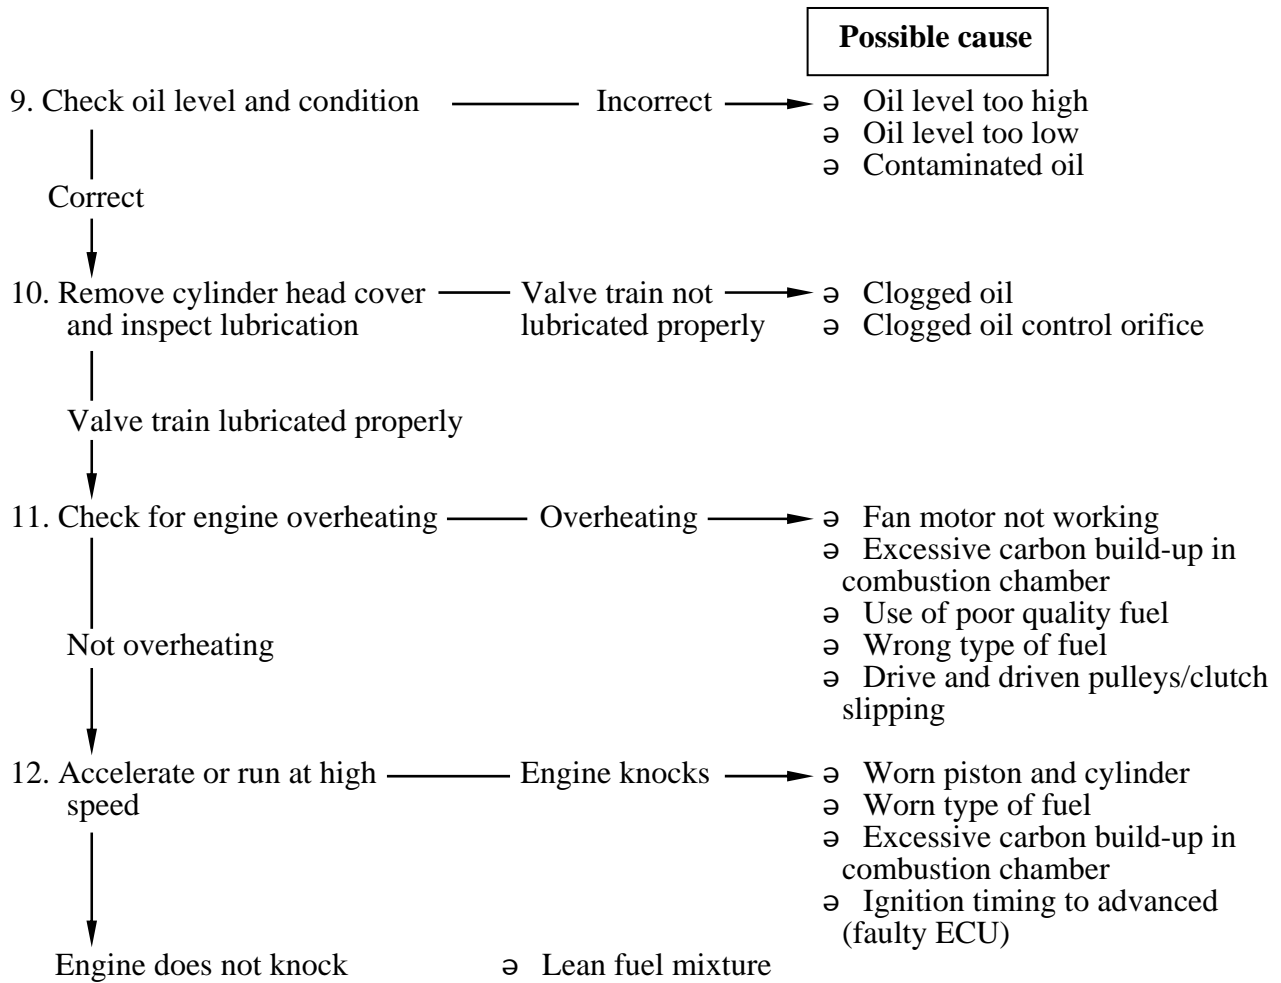 Possible cause
9. Check oil level and condition Incorrect ə Oil level too high
ə Oil level too low
ə Contaminated oil
Correct
10. Remove cylinder head cover Valve train not ə Clogged oil
and inspect lubrication lubricated properly ə Clogged oil control orifice
Valve train lubricated properly
11. Check for engine overheating Overheating ə Fan motor not working
ə Excessive carbon build-up in
combustion chamber
ə Use of poor quality fuel
Not overheating ə Wrong type of fuel
ə Drive and driven pulleys/clutch
slipping
12. Accelerate or run at high Engine knocks ə Worn piston and cylinder
speed ə Worn type of fuel
ə Excessive carbon build-up in
combustion chamber
ə Ignition timing to advanced
(faulty ECU)
Engine does not knock ə Lean fuel mixture